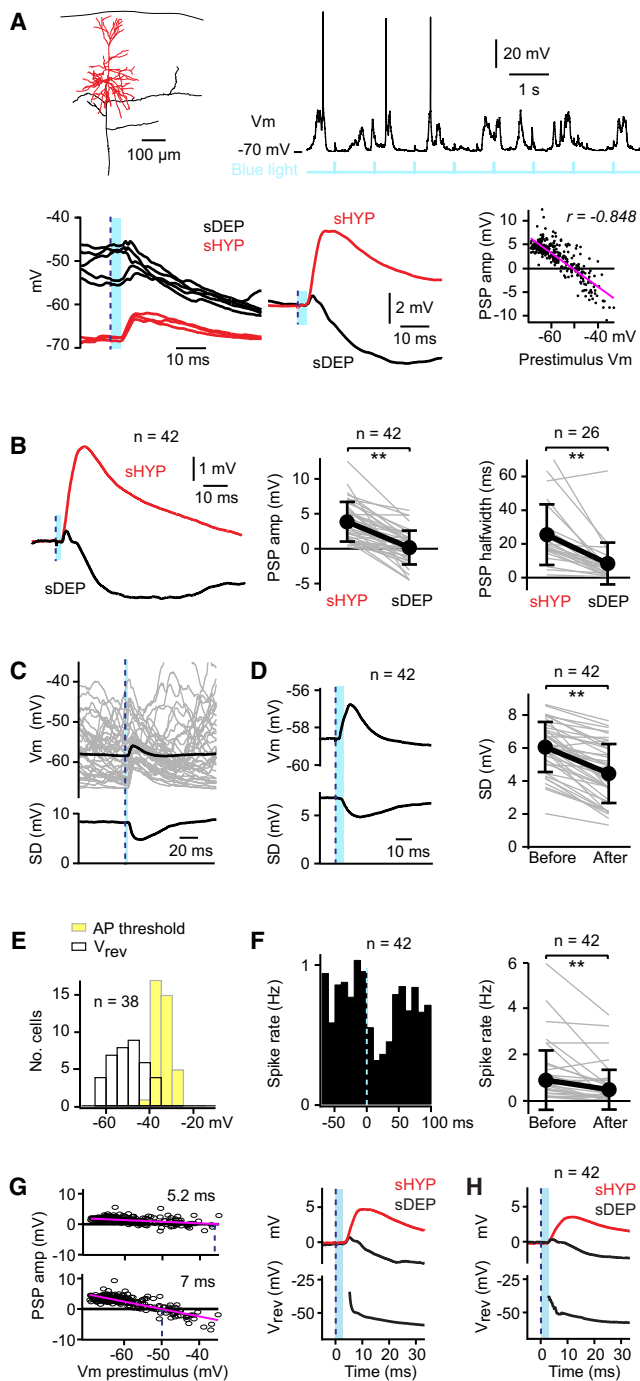 A
20 mV
1 s
Vm
-70 mV
100 µm
Blue light
-40
-50
-60
-70
mV
sDEP
sHYP
10 ms
sHYP
2 mV
10 ms
sDEP
r = -0.848
PSP amp (mV)
10
5
0
-5
-10
-60
-40 mV
Prestimulus Vm
B
n = 42
sHYP
1 mV
10 ms
sDEP
n = 42
**
PSP amp (mV)
10
5
0
-5
sHYP
sDEP
n = 26
**
PSP halfwidth (ms)
60
40
20
0
sHYP
sDEP
C
Vm (mV)
-40
-50
-60
SD (mV)
10
0
20 ms
D
n = 42
Vm (mV)
-56
-58
-60
SD (mV)
5
0
10 ms
n = 42
**
SD (mV)
8
6
4
2
0
Before
After
E
AP threshold
Vrev
n = 38
No. cells
15
10
5
0
-60
-40
-20 mV
F
n = 42
Spike rate (Hz)
1
0
-50
0
50
100 ms
n = 42
**
Spike rate (Hz)
6
4
2
0
Before
After
G
5.2 ms
10
0
-10
PSP amp (mV)
7 ms
10
0
-10
-60
-50
-40
Vm prestimulus (mV)
sHYP
sDEP
mV
5
0
Vrev (mV)
-25
-50
0
10
20
30
Time (ms)
H
n = 42
sHYP
sDEP
mV
5
0
Vrev (mV)
-25
-50
0
10
20
30
Time (ms)